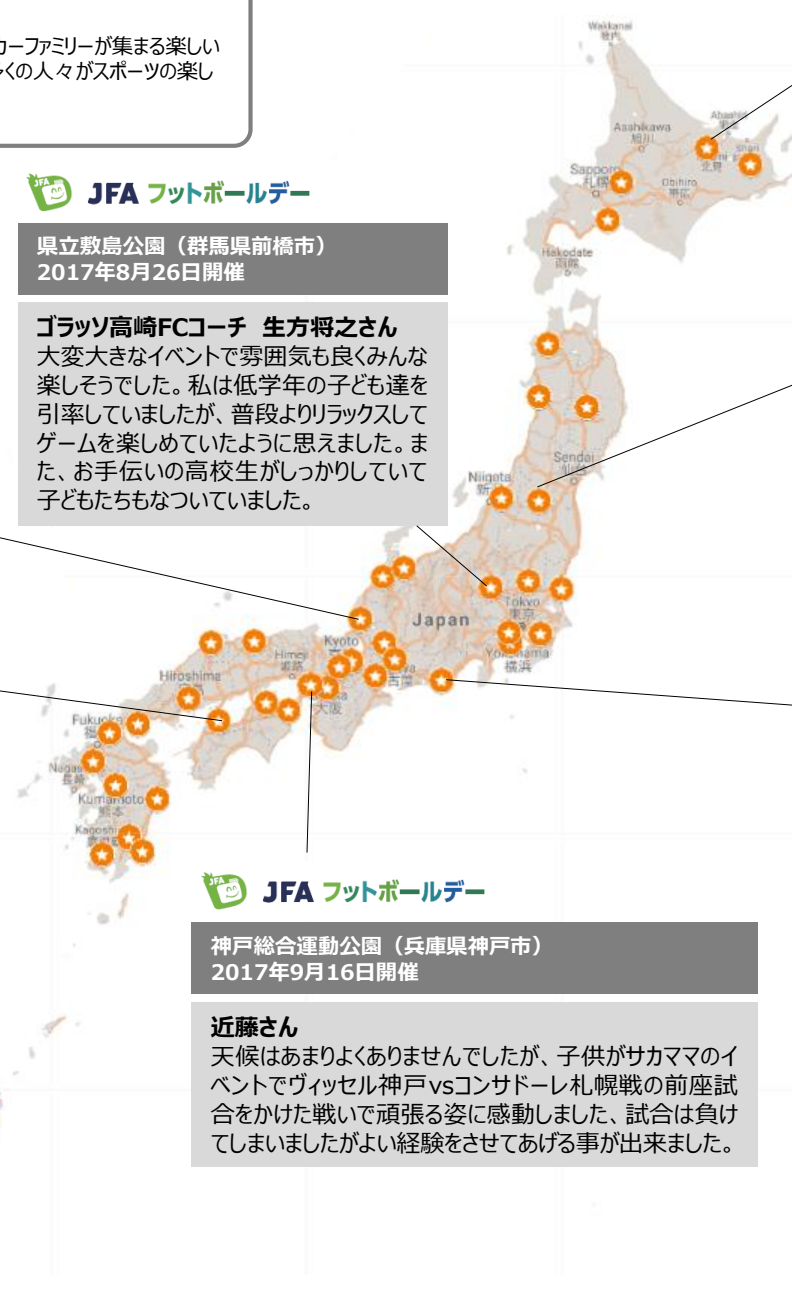 カーファミリーが集まる楽しい
くの人々がスポーツの楽し
JFA フットボールデー
県立敷島公園（群馬県前橋市）
2017年8月26日開催
ゴラッソ高崎FCコーチ 生方将之さん
大変大きなイベントで雰囲気も良くみんな
楽しそうでした。私は低学年の子ども達を
引率していましたが、普段よりリラックスして
ゲームを楽しめていたように思えました。ま
た、お手伝いの高校生がしっかりしていて
子どもたちもなついていました。
Wakkanai
稚内
Asahikawa
旭川
Abashiri
Sapporo
札幌
Obihiro
帯広
北見
Hakodate
函館
Sendai
仙台
Niigata
新
Japan
Tokyo
東京
横浜
Kyoto
Himeji
姫路
名古屋
大阪
Hiroshima
Fukuoka
Kumamoto
熊本
JFA フットボールデー
神戸総合運動公園（兵庫県神戸市）
2017年9月16日開催
近藤さん
天候はあまりよくありませんでしたが、子供がサカママのイ
ベントでヴィッセル神戸vsコンサドーレ札幌戦の前座試
合をかけた戦いで頑張る姿に感動しました、試合は負け
てしまいましたがよい経験をさせてあげる事が出来ました。